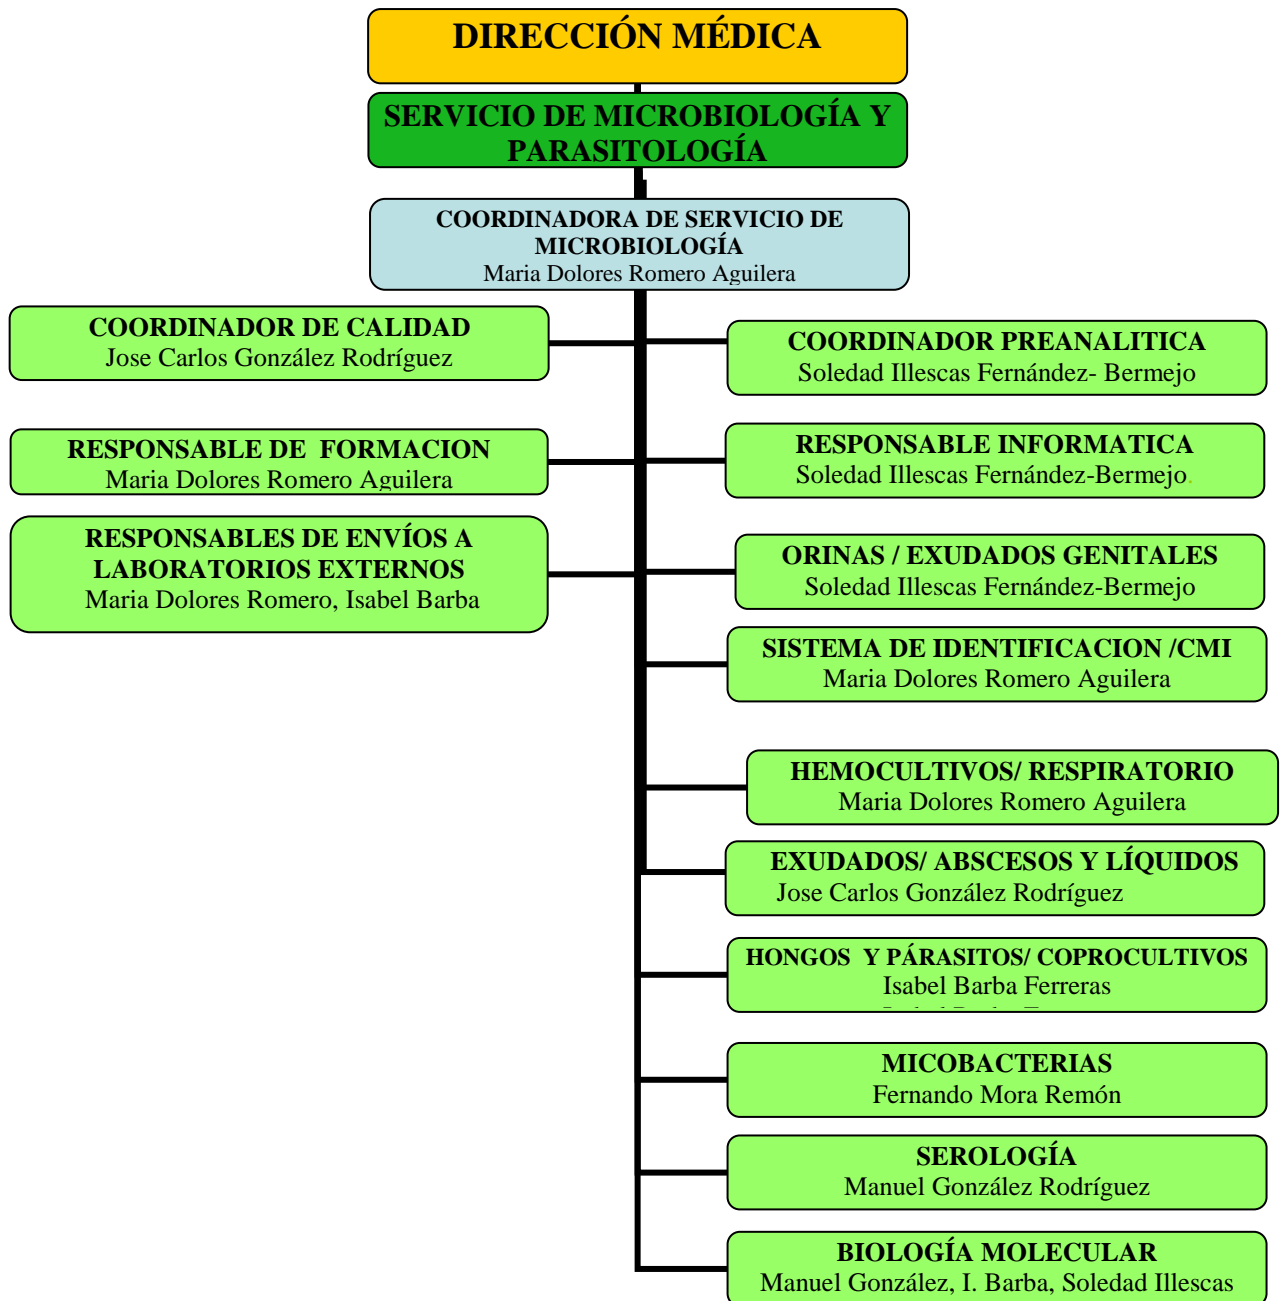 DIRECCIÓN MÉDICA
SERVICIO DE MICROBIOLOGÍA Y
PARASITOLOGÍA
COORDINADORA DE SERVICIO DE
MICROBIOLOGÍA
Maria Dolores Romero Aguilera
COORDINADOR DE CALIDAD
Jose Carlos González Rodríguez
COORDINADOR PREANALITICA
Soledad Illescas Fernández- Bermejo
RESPONSABLE DE FORMACION
Maria Dolores Romero Aguilera
RESPONSABLE INFORMATICA
Soledad Illescas Fernández-Bermejo.
RESPONSABLES DE ENVÍOS A
LABORATORIOS EXTERNOS
Maria Dolores Romero, Isabel Barba
ORINAS / EXUDADOS GENITALES
Soledad Illescas Fernández-Bermejo
SISTEMA DE IDENTIFICACION /CMI
Maria Dolores Romero Aguilera
HEMOCULTIVOS/ RESPIRATORIO
Maria Dolores Romero Aguilera
EXUDADOS/ ABSCESOS Y LÍQUIDOS
Jose Carlos González Rodríguez
HONGOS Y PÁRASITOS/ COPROCULTIVOS
Isabel Barba Ferreras
MICOBACTERIAS
Fernando Mora Remón
SEROLOGÍA
Manuel González Rodríguez
BIOLOGÍA MOLECULAR
Manuel González, I. Barba, Soledad Illescas